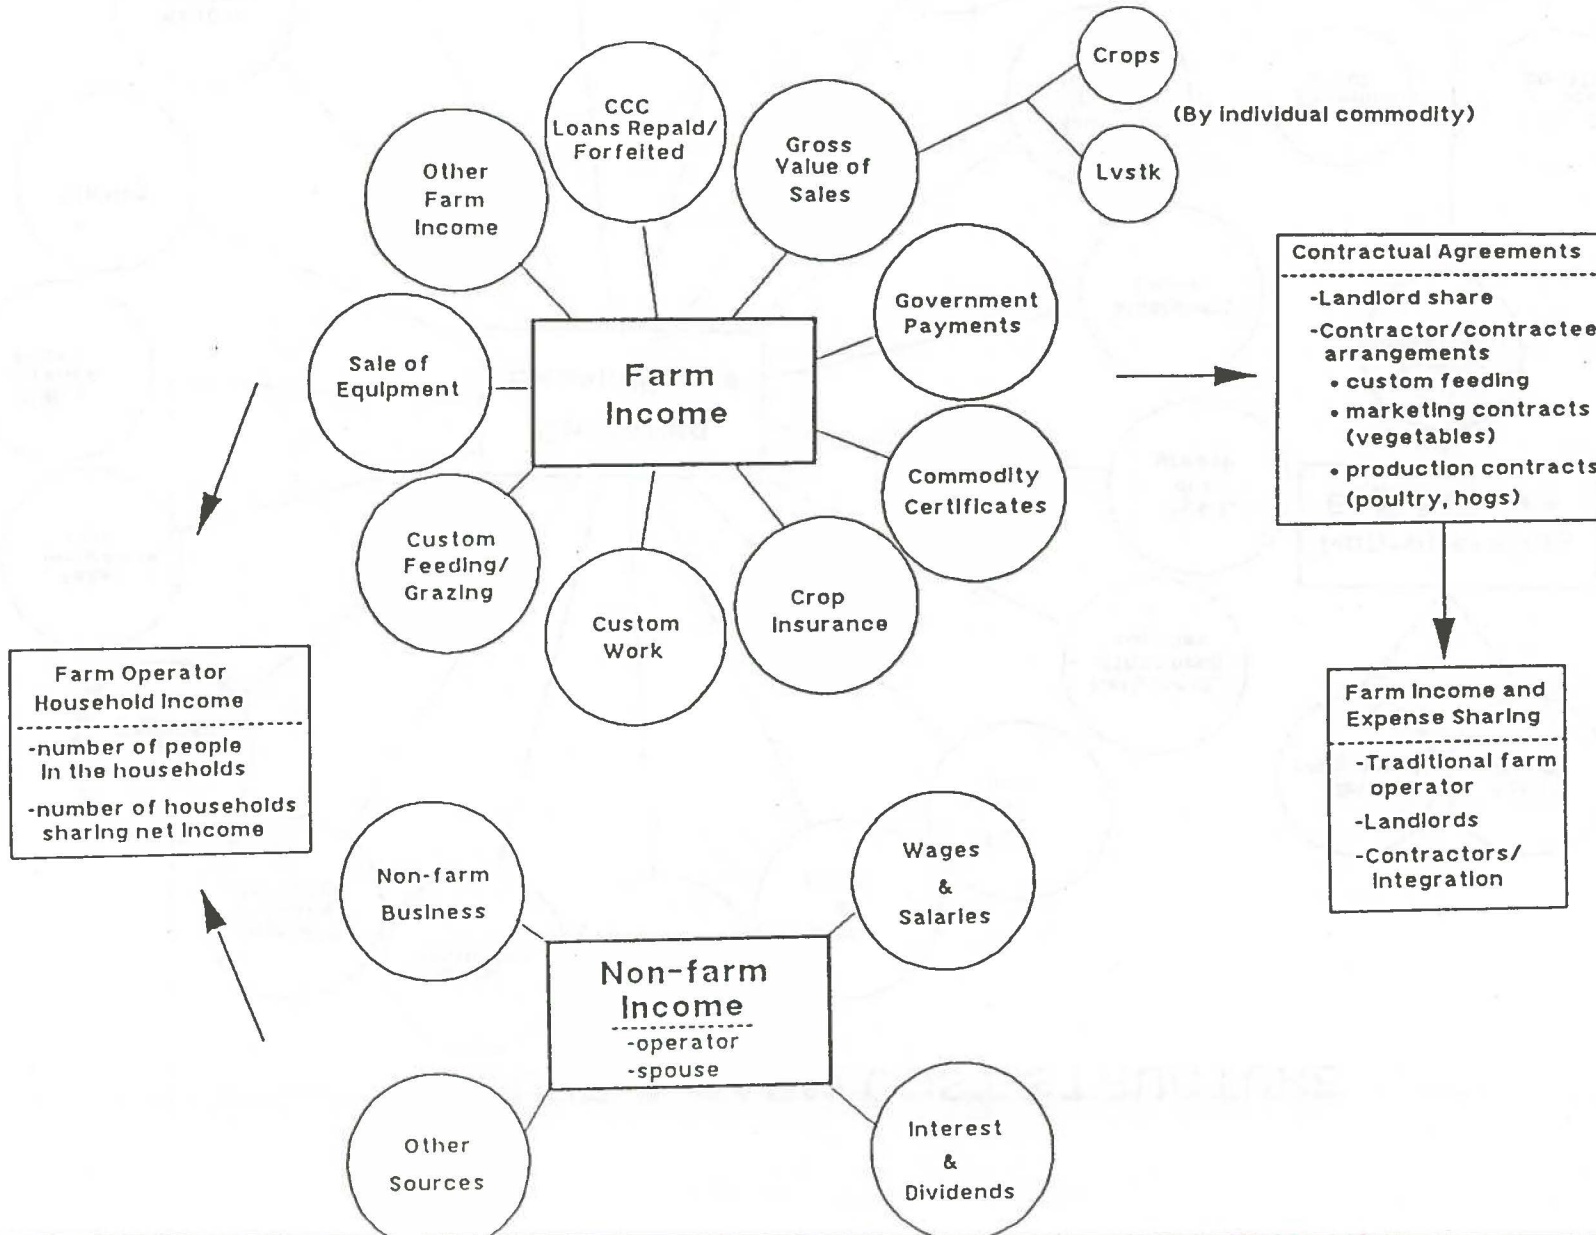 Crops
(By individual commodity)
Lvstk
CCC
Loans Repaid/
Forfeited
Gross
Value of
Sales
Other
Farm
Income
Government
Payments
Sale of
Equipment
Farm
Income
Commodity
Certificates
Custom
Feeding/
Grazing
Custom
Work
Crop
Insurance
Contractual Agreements
-Landlord share
-Contractor/contractee
arrangements
• custom feeding
• marketing contracts
(vegetables)
• production contracts
(poultry, hogs)
Farm Operator
Household Income
-number of people
in the households
-number of households
sharing net income
Farm Income and
Expense Sharing
-Traditional farm
operator
-Landlords
-Contractors/
Integration
Non-farm
Business
Wages
&
Salaries
Non-farm
Income
-operator
-spouse
Other
Sources
Interest
&
Dividends